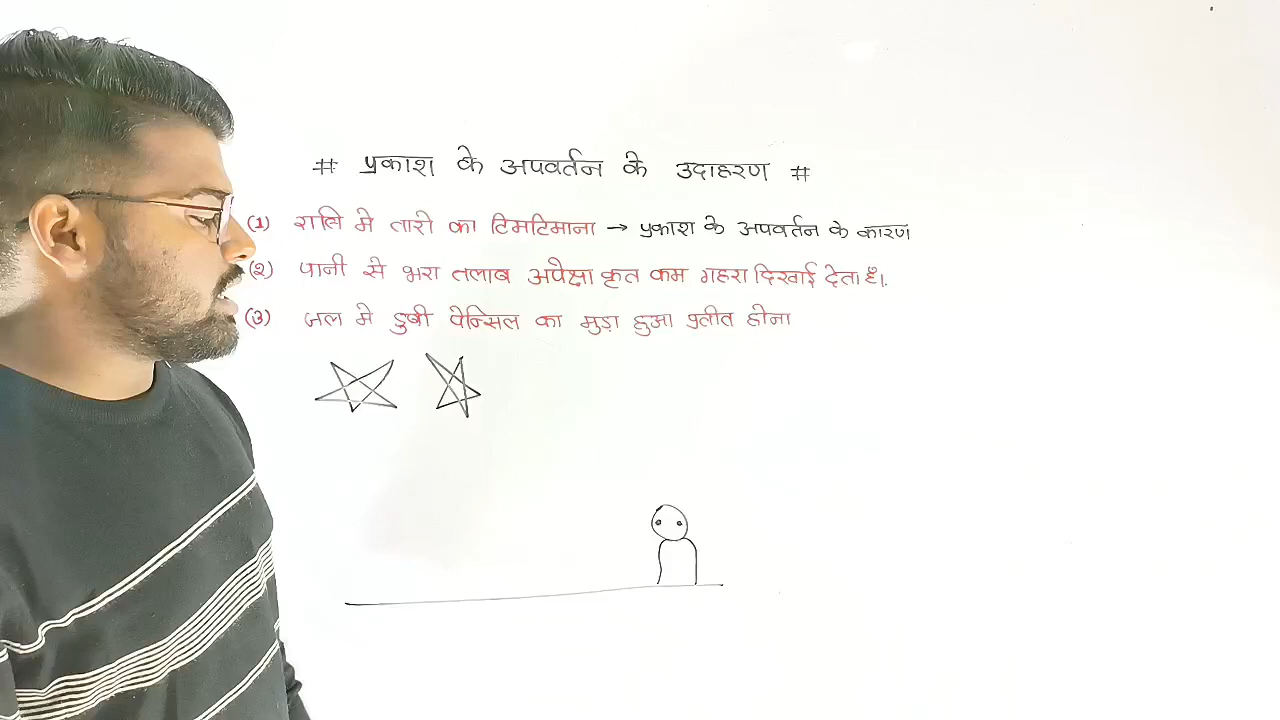 # प्रकाश के अपवर्तन के उदाहरण #
(1) रात्रि मे तारो का टिमटिमाना → प्रकाश के अपवर्तन के कारण
(2) पानी से भरा तलाब अपेक्षा कृत कम गहरा दिखाई देता हैं।.
(3) जल मे डुबी पेन्सिल का मुड़ा हुआ प्रतीत होना